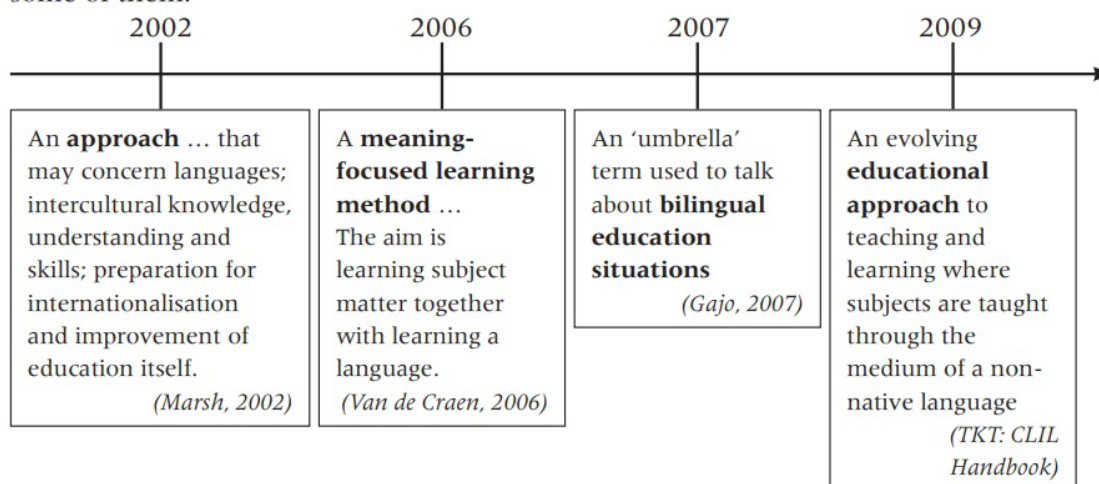 some of them.
2002
2006
2007
2009
An approach … that
may concern languages;
intercultural knowledge,
understanding and
skills; preparation for
internationalisation
and improvement of
education itself.
(Marsh, 2002)
A meaning-
focused learning
method …
The aim is
learning subject
matter together
with learning a
language.
(Van de Craen, 2006)
An ‘umbrella’
term used to talk
about bilingual
education
situations
(Gajo, 2007)
An evolving
educational
approach to
teaching and
learning where
subjects are taught
through the
medium of a non-
native language
(TKT: CLIL
Handbook)